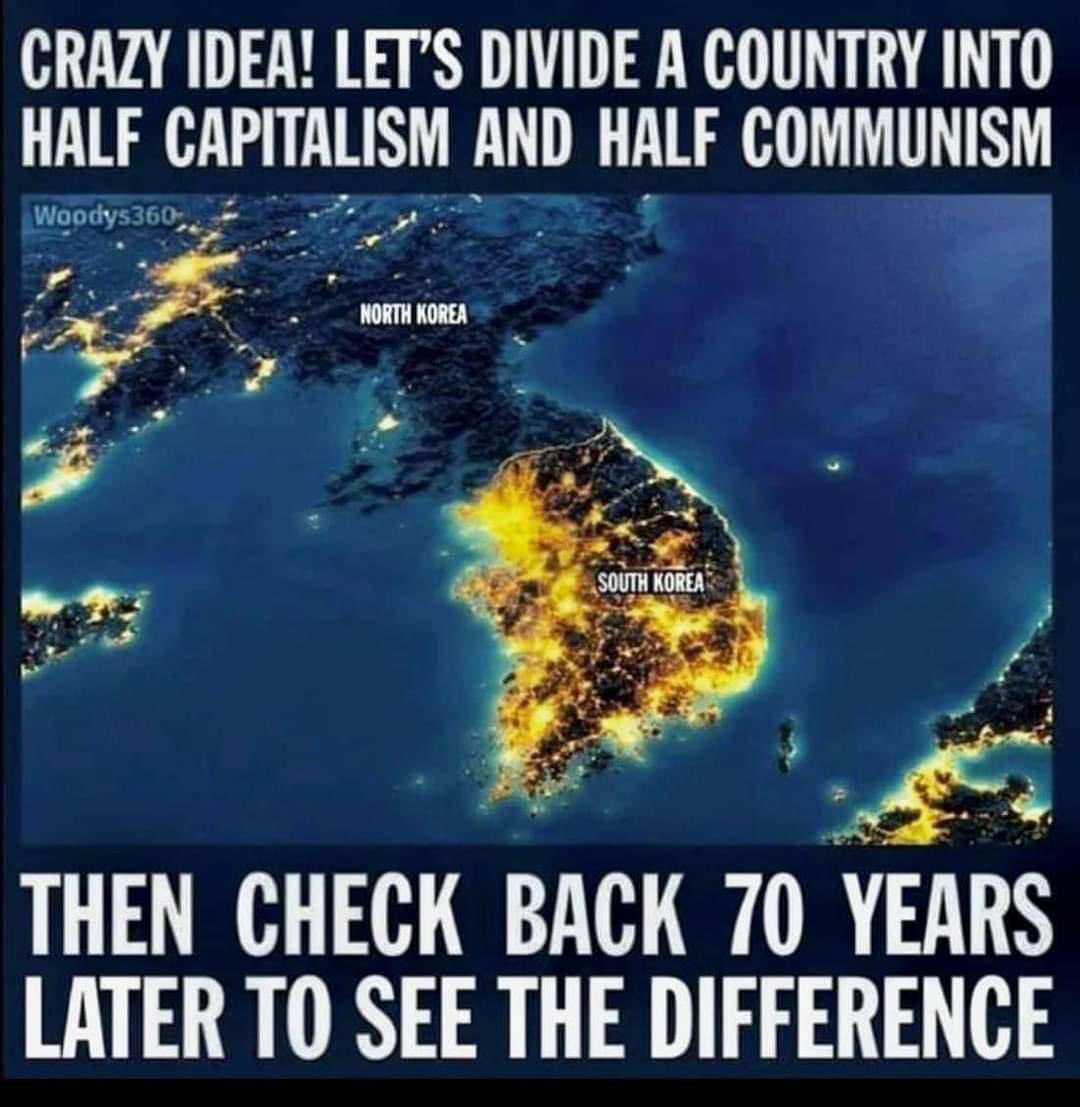 CRAZY IDEA! LET'S DIVIDE A COUNTRY INTO
HALF CAPITALISM AND HALF COMMUNISM
Woodys360
NORTH KOREA
SOUTH KOREA
THEN CHECK BACK 70 YEARS
LATER TO SEE THE DIFFERENCE